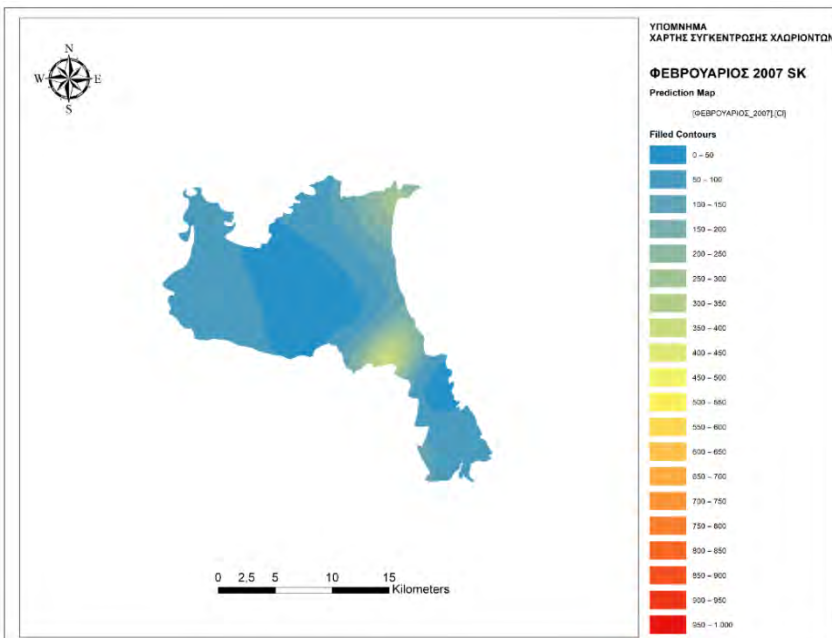 N
W E
S
ΥΠΟΜΝΗΜΑ
ΧΑΡΤΗΣ ΣΥΓΚΕΝΤΡΩΣΗΣ ΧΛΩΡΙΟΝΤΩΝ
ΦΕΒΡΟΥΑΡΙΟΣ 2007 SK
Prediction Map
[ΦΕΒΡΟΥΑΡΙΟΣ_2007].[Cl]
Filled Contours
0 – 50
50 – 100
100 – 150
150 – 200
200 – 250
250 – 300
300 – 350
350 – 400
400 – 450
450 – 500
500 – 550
550 – 600
600 – 650
650 – 700
700 – 750
750 – 800
800 – 850
850 – 900
900 – 950
950 – 1.000
0 2.5 5 10 15
Kilometers